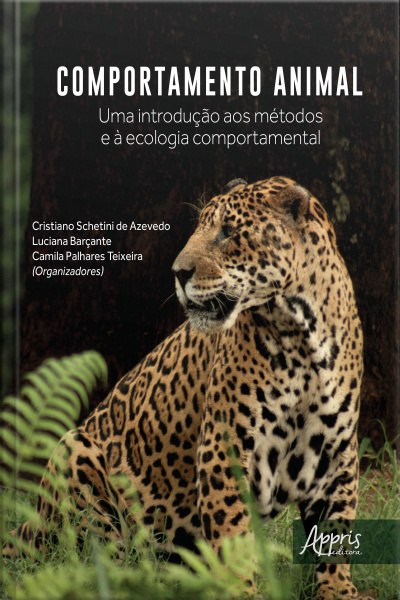 COMPORTAMENTO ANIMAL
Uma introdução aos métodos
e à ecologia comportamental
Cristiano Schetini de Azevedo
Luciana Barçante
Camila Palhares Teixeira
(Organizadores)
Appris
editora